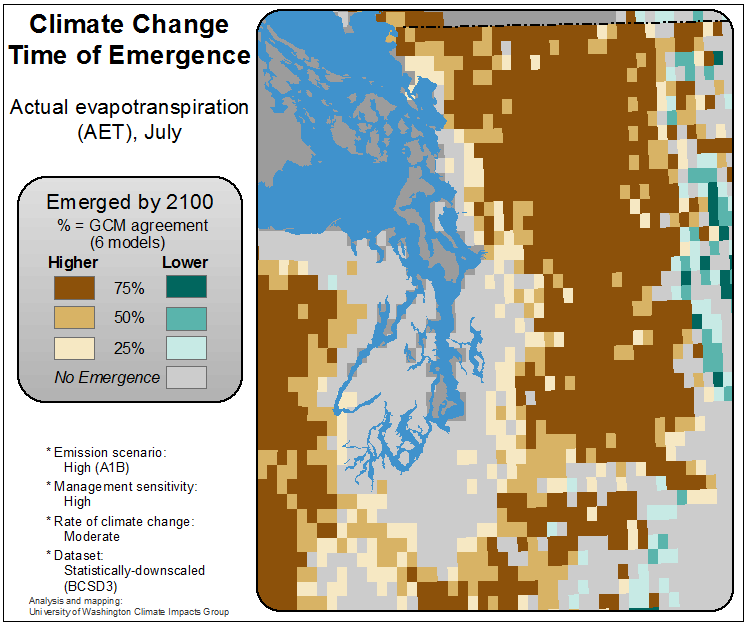 Climate Change
Time of Emergence
Actual evapotranspiration
(AET), July
Emerged by 2100
% = GCM agreement
(6 models)
Higher Lower
75%
50%
25%
No Emergence
* Emission scenario:
High (A1B)
* Management sensitivity:
High
* Rate of climate change:
Moderate
* Dataset:
Statistically-downscaled
(BCSD3)
Analysis and mapping:
University of Washington Climate Impacts Group